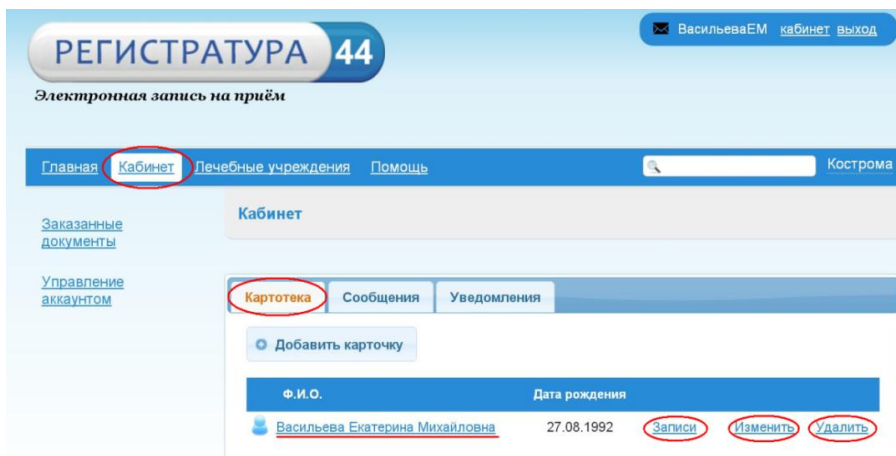 РЕГИСТРАТУРА 44
Электронная запись на приём
ВасильеваЕМ кабинет выход
Главная Кабинет Лечебные учреждения Помощь Кострома
Заказанные
документы
Управление
аккаунтом
Кабинет
Картотека Сообщения Уведомления
Добавить карточку
Ф.И.О. Дата рождения
Васильева Екатерина Михайловна 27.08.1992 Записи Изменить Удалить